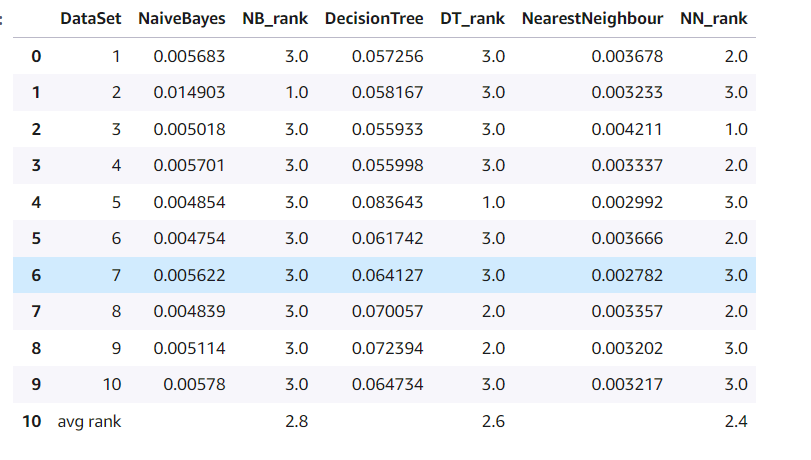 DataSet NaiveBayes NB_rank DecisionTree DT_rank NearestNeighbour NN_rank
0 1 0.005683 3.0 0.057256 3.0 0.003678 2.0
1 2 0.014903 1.0 0.058167 3.0 0.003233 3.0
2 3 0.005018 3.0 0.055933 3.0 0.004211 1.0
3 4 0.005701 3.0 0.055998 3.0 0.003337 2.0
4 5 0.004854 3.0 0.083643 1.0 0.002992 3.0
5 6 0.004754 3.0 0.061742 3.0 0.003666 2.0
6 7 0.005622 3.0 0.064127 3.0 0.002782 3.0
7 8 0.004839 3.0 0.070057 2.0 0.003357 2.0
8 9 0.005114 3.0 0.072394 2.0 0.003202 3.0
9 10 0.00578 3.0 0.064734 3.0 0.003217 3.0
10 avg rank 2.8 2.6 2.4